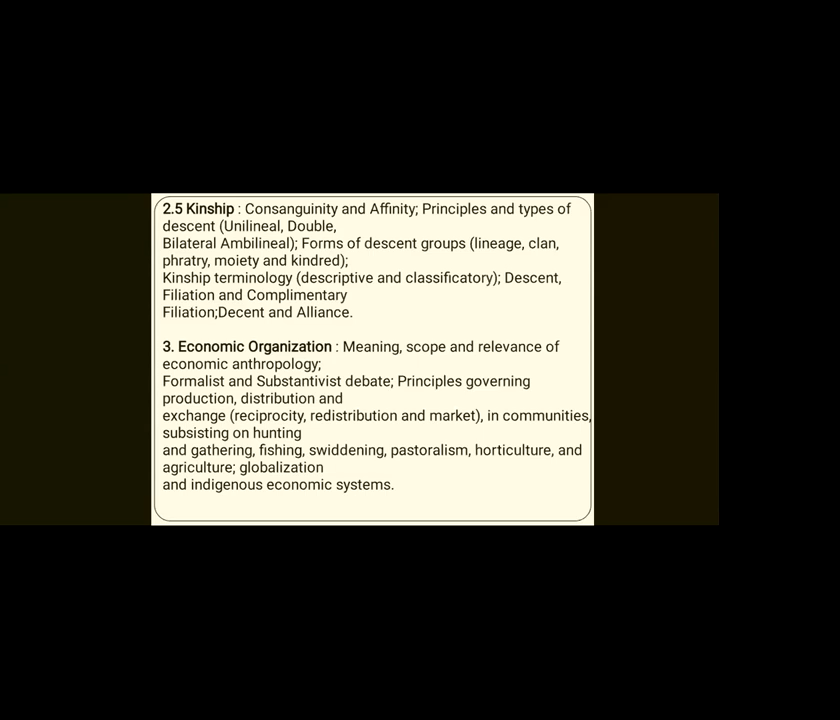 2.5 Kinship : Consanguinity and Affinity; Principles and types of
descent (Unilineal, Double,
Bilateral Ambilineal); Forms of descent groups (lineage, clan,
phratry, moiety and kindred);
Kinship terminology (descriptive and classificatory); Descent,
Filiation and Complimentary
Filiation;Decent and Alliance.
3. Economic Organization : Meaning, scope and relevance of
economic anthropology;
Formalist and Substantivist debate; Principles governing
production, distribution and
exchange (reciprocity, redistribution and market), in communities,
subsisting on hunting
and gathering, fishing, swiddening, pastoralism, horticulture, and
agriculture; globalization
and indigenous economic systems.